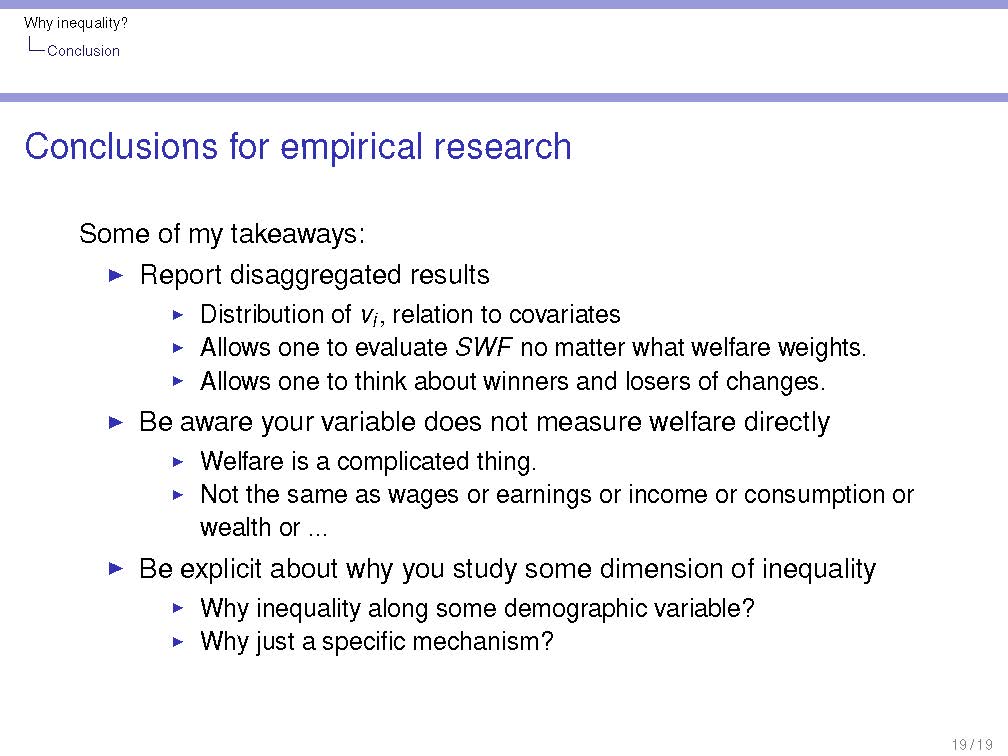 Why inequality?
Conclusion
Conclusions for empirical research
Some of my takeaways:
Report disaggregated results
Distribution of v_i, relation to covariates
Allows one to evaluate SWF no matter what welfare weights.
Allows one to think about winners and losers of changes.
Be aware your variable does not measure welfare directly
Welfare is a complicated thing.
Not the same as wages or earnings or income or consumption or
wealth or ...
Be explicit about why you study some dimension of inequality
Why inequality along some demographic variable?
Why just a specific mechanism?
19 / 19